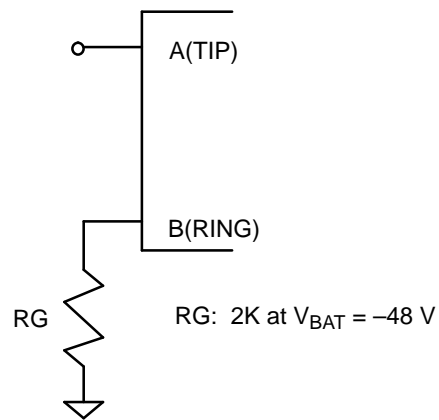 A(TIP)
B(RING)
RG
RG: 2K at VBAT = –48 V